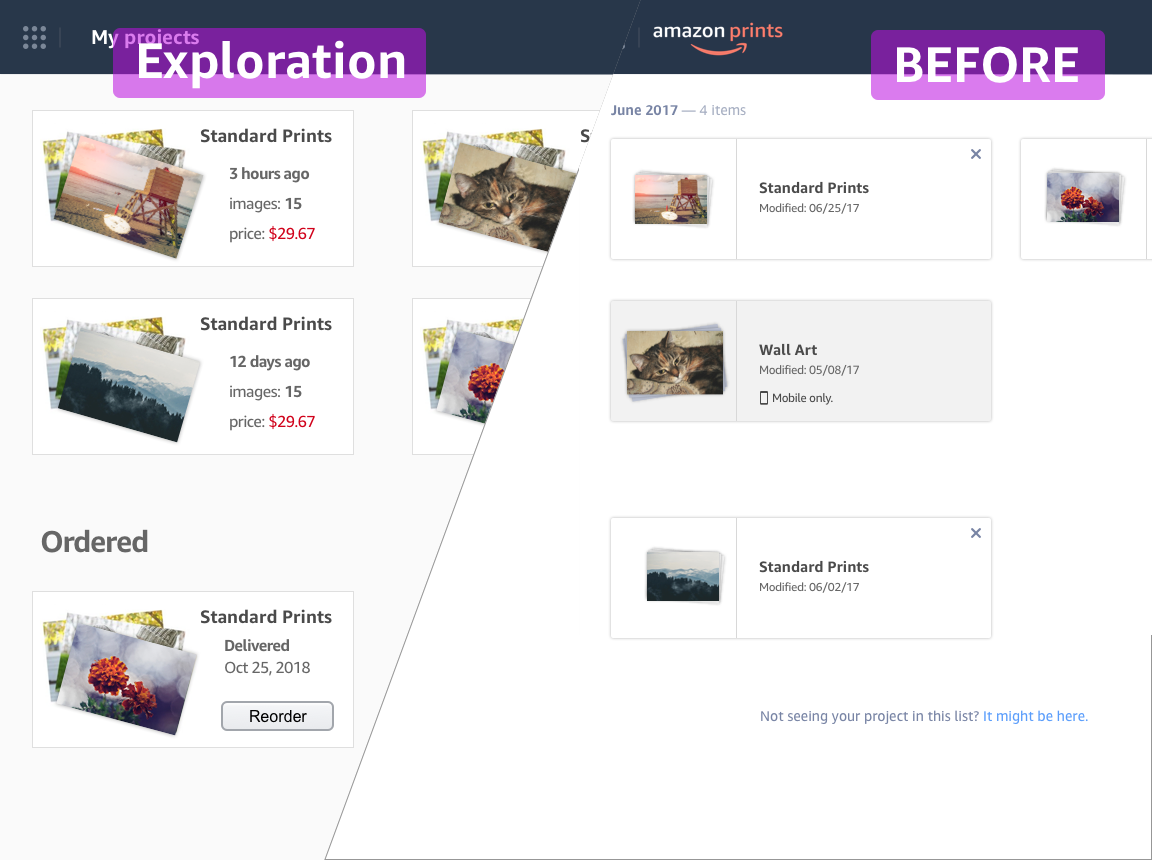 My projects
Exploration
Standard Prints
3 hours ago
images: 15
price: $29.67
S
Standard Prints
12 days ago
images: 15
price: $29.67
Ordered
Standard Prints
Delivered
Oct 25, 2018
Reorder
amazon prints
BEFORE
June 2017 — 4 items
Standard Prints
Modified: 06/25/17
Wall Art
Modified: 05/08/17
Mobile only.
Standard Prints
Modified: 06/02/17
Not seeing your project in this list? It might be here.